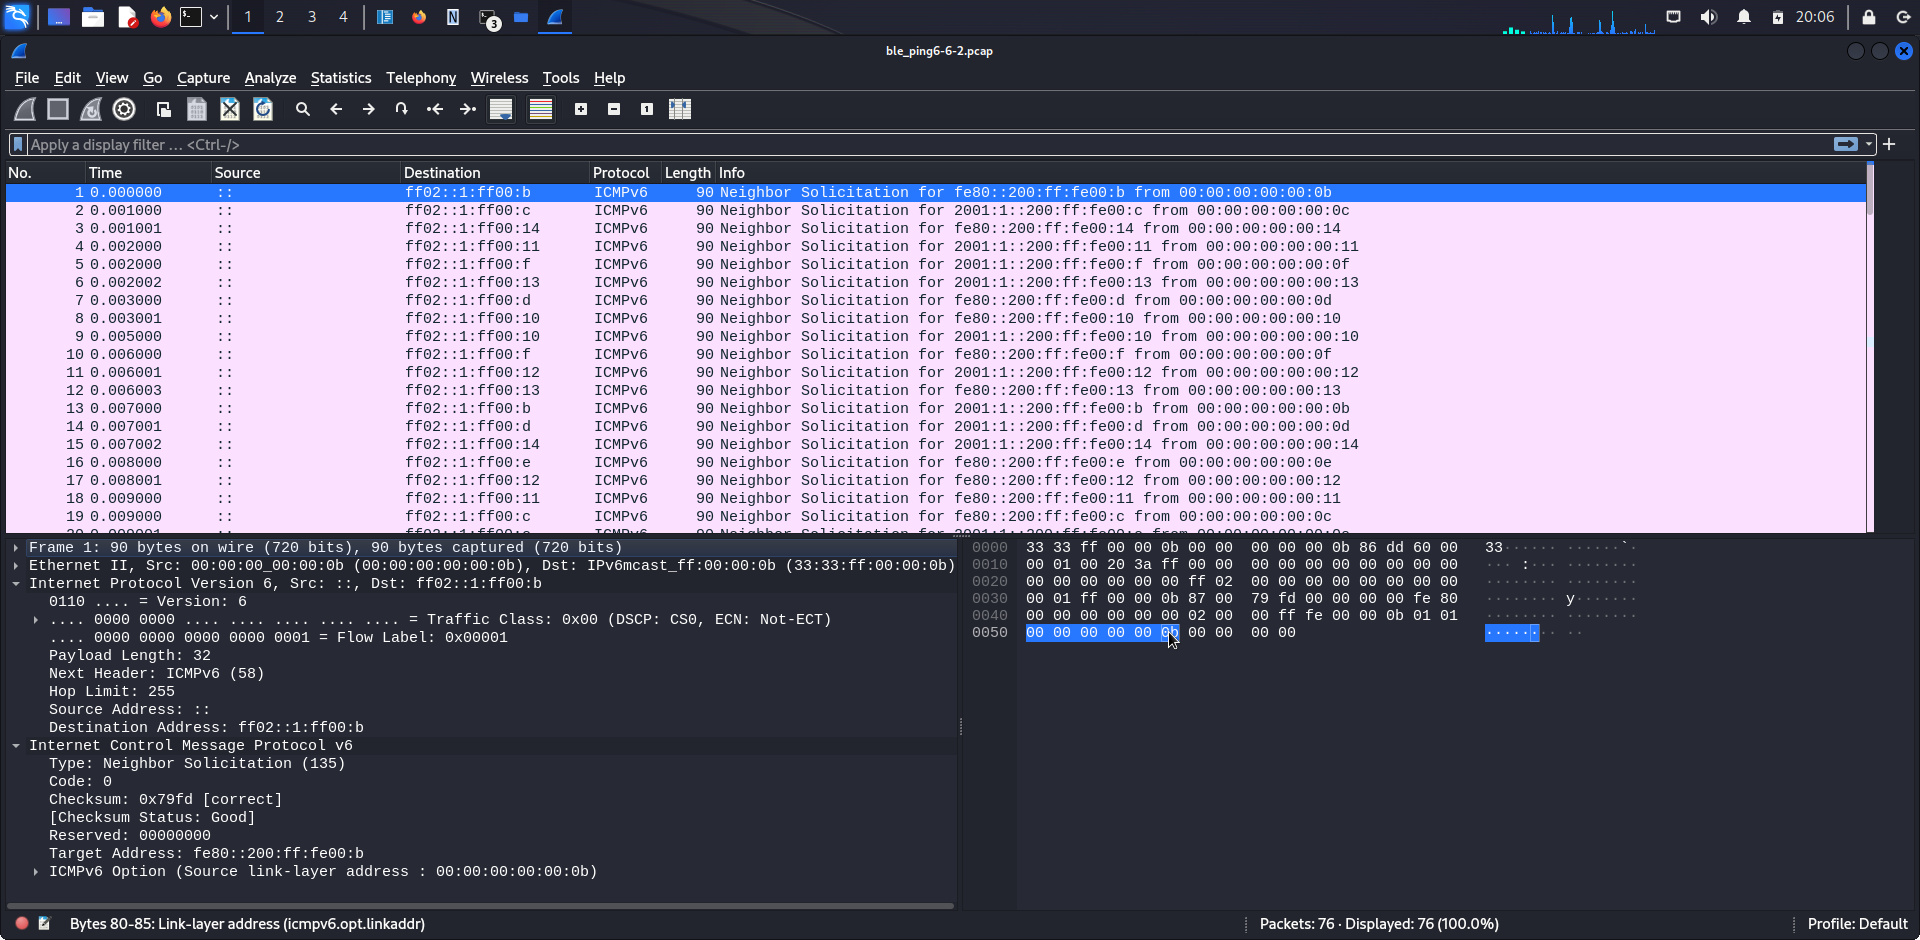 1 2 3 4 3 20:06
ble_ping6-6-2.pcap
File Edit View Go Capture Analyze Statistics Telephony Wireless Tools Help
Apply a display filter ... <Ctrl-/>
No. Time Source Destination Protocol Length Info
1 0.000000 :: ff02::1:ff00:b ICMPv6 90 Neighbor Solicitation for fe80::200:ff:fe00:b from 00:00:00:00:00:0b
2 0.001000 :: ff02::1:ff00:c ICMPv6 90 Neighbor Solicitation for 2001:1::200:ff:fe00:c from 00:00:00:00:00:0c
3 0.001001 :: ff02::1:ff00:14 ICMPv6 90 Neighbor Solicitation for fe80::200:ff:fe00:14 from 00:00:00:00:00:14
4 0.002000 :: ff02::1:ff00:11 ICMPv6 90 Neighbor Solicitation for 2001:1::200:ff:fe00:11 from 00:00:00:00:00:11
5 0.002000 :: ff02::1:ff00:f ICMPv6 90 Neighbor Solicitation for 2001:1::200:ff:fe00:f from 00:00:00:00:00:0f
6 0.002002 :: ff02::1:ff00:13 ICMPv6 90 Neighbor Solicitation for 2001:1::200:ff:fe00:13 from 00:00:00:00:00:13
7 0.003000 :: ff02::1:ff00:d ICMPv6 90 Neighbor Solicitation for fe80::200:ff:fe00:d from 00:00:00:00:00:0d
8 0.003001 :: ff02::1:ff00:10 ICMPv6 90 Neighbor Solicitation for fe80::200:ff:fe00:10 from 00:00:00:00:00:10
9 0.005000 :: ff02::1:ff00:10 ICMPv6 90 Neighbor Solicitation for 2001:1::200:ff:fe00:10 from 00:00:00:00:00:10
10 0.006000 :: ff02::1:ff00:f ICMPv6 90 Neighbor Solicitation for fe80::200:ff:fe00:f from 00:00:00:00:00:0f
11 0.006001 :: ff02::1:ff00:12 ICMPv6 90 Neighbor Solicitation for 2001:1::200:ff:fe00:12 from 00:00:00:00:00:12
12 0.006003 :: ff02::1:ff00:13 ICMPv6 90 Neighbor Solicitation for fe80::200:ff:fe00:13 from 00:00:00:00:00:13
13 0.007000 :: ff02::1:ff00:b ICMPv6 90 Neighbor Solicitation for 2001:1::200:ff:fe00:b from 00:00:00:00:00:0b
14 0.007001 :: ff02::1:ff00:d ICMPv6 90 Neighbor Solicitation for 2001:1::200:ff:fe00:d from 00:00:00:00:00:0d
15 0.007002 :: ff02::1:ff00:14 ICMPv6 90 Neighbor Solicitation for 2001:1::200:ff:fe00:14 from 00:00:00:00:00:14
16 0.008000 :: ff02::1:ff00:e ICMPv6 90 Neighbor Solicitation for fe80::200:ff:fe00:e from 00:00:00:00:00:0e
17 0.008001 :: ff02::1:ff00:12 ICMPv6 90 Neighbor Solicitation for fe80::200:ff:fe00:12 from 00:00:00:00:00:12
18 0.009000 :: ff02::1:ff00:11 ICMPv6 90 Neighbor Solicitation for fe80::200:ff:fe00:11 from 00:00:00:00:00:11
19 0.009000 :: ff02::1:ff00:c ICMPv6 90 Neighbor Solicitation for fe80::200:ff:fe00:c from 00:00:00:00:00:0c
Frame 1: 90 bytes on wire (720 bits), 90 bytes captured (720 bits)
Ethernet II, Src: 00:00:00_00:00:0b (00:00:00:00:00:0b), Dst: IPv6mcast_ff:00:00:0b (33:33:ff:00:00:0b)
Internet Protocol Version 6, Src: ::, Dst: ff02::1:ff00:b
0110 .... = Version: 6
.... 0000 0000 .... .... .... .... .... = Traffic Class: 0x00 (DSCP: CS0, ECN: Not-ECT)
.... 0000 0000 0000 0000 0001 = Flow Label: 0x00001
Payload Length: 32
Next Header: ICMPv6 (58)
Hop Limit: 255
Source Address: ::
Destination Address: ff02::1:ff00:b
Internet Control Message Protocol v6
Type: Neighbor Solicitation (135)
Code: 0
Checksum: 0x79fd [correct]
[Checksum Status: Good]
Reserved: 00000000
Target Address: fe80::200:ff:fe00:b
ICMPv6 Option (Source link-layer address : 00:00:00:00:00:0b)
0000 33 33 ff 00 00 0b 00 00 00 00 00 0b 86 dd 60 00 33······ ······`·
0010 00 01 00 20 3a ff 00 00 00 00 00 00 00 00 00 00 ··· :··· ········
0020 00 00 00 00 00 00 ff 02 00 00 00 00 00 00 00 00 ········ ········
0030 00 01 ff 00 00 0b 87 00 79 fd 00 00 00 00 fe 80 ········ y·······
0040 00 00 00 00 00 00 02 00 00 ff fe 00 00 0b 01 01 ········ ········
0050 00 00 00 00 00 0b 00 00 00 00 ········ ··
Bytes 80-85: Link-layer address (icmpv6.opt.linkaddr)
Packets: 76 · Displayed: 76 (100.0%)
Profile: Default